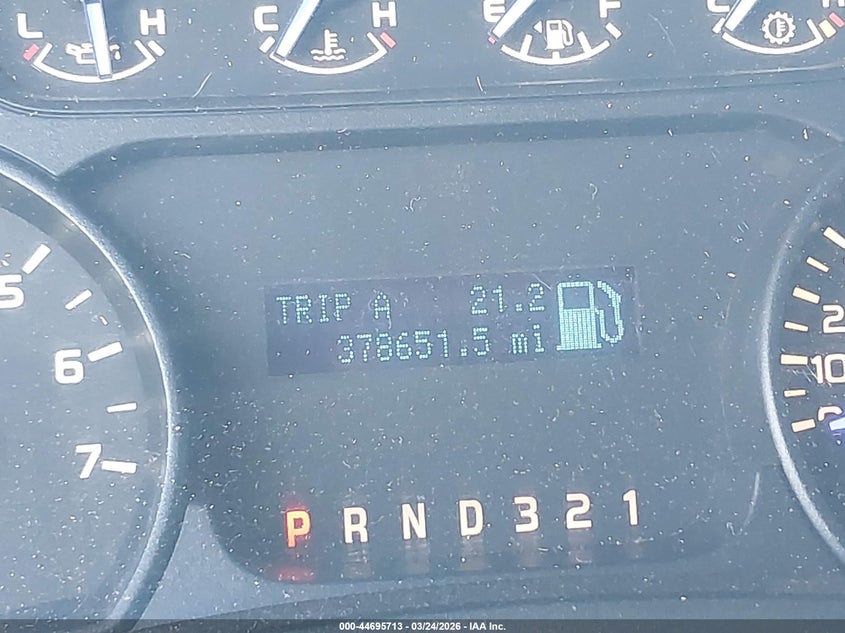 L H C H E F C H
TRIP A 21.2
378651.5 mi
5
6
7
2
10
0
P R N D 3 2 1
000-44695713 - 03/24/2026 - IAA Inc.